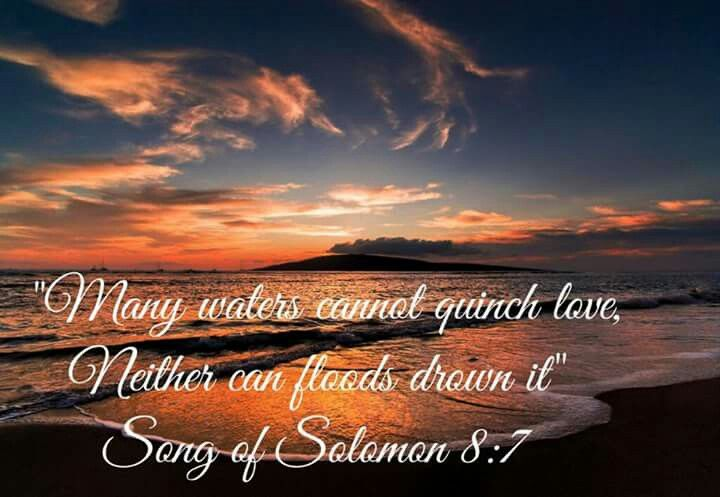 "Many waters cannot quinch love,
Neither can floods drown it"
Song of Solomon 8:7